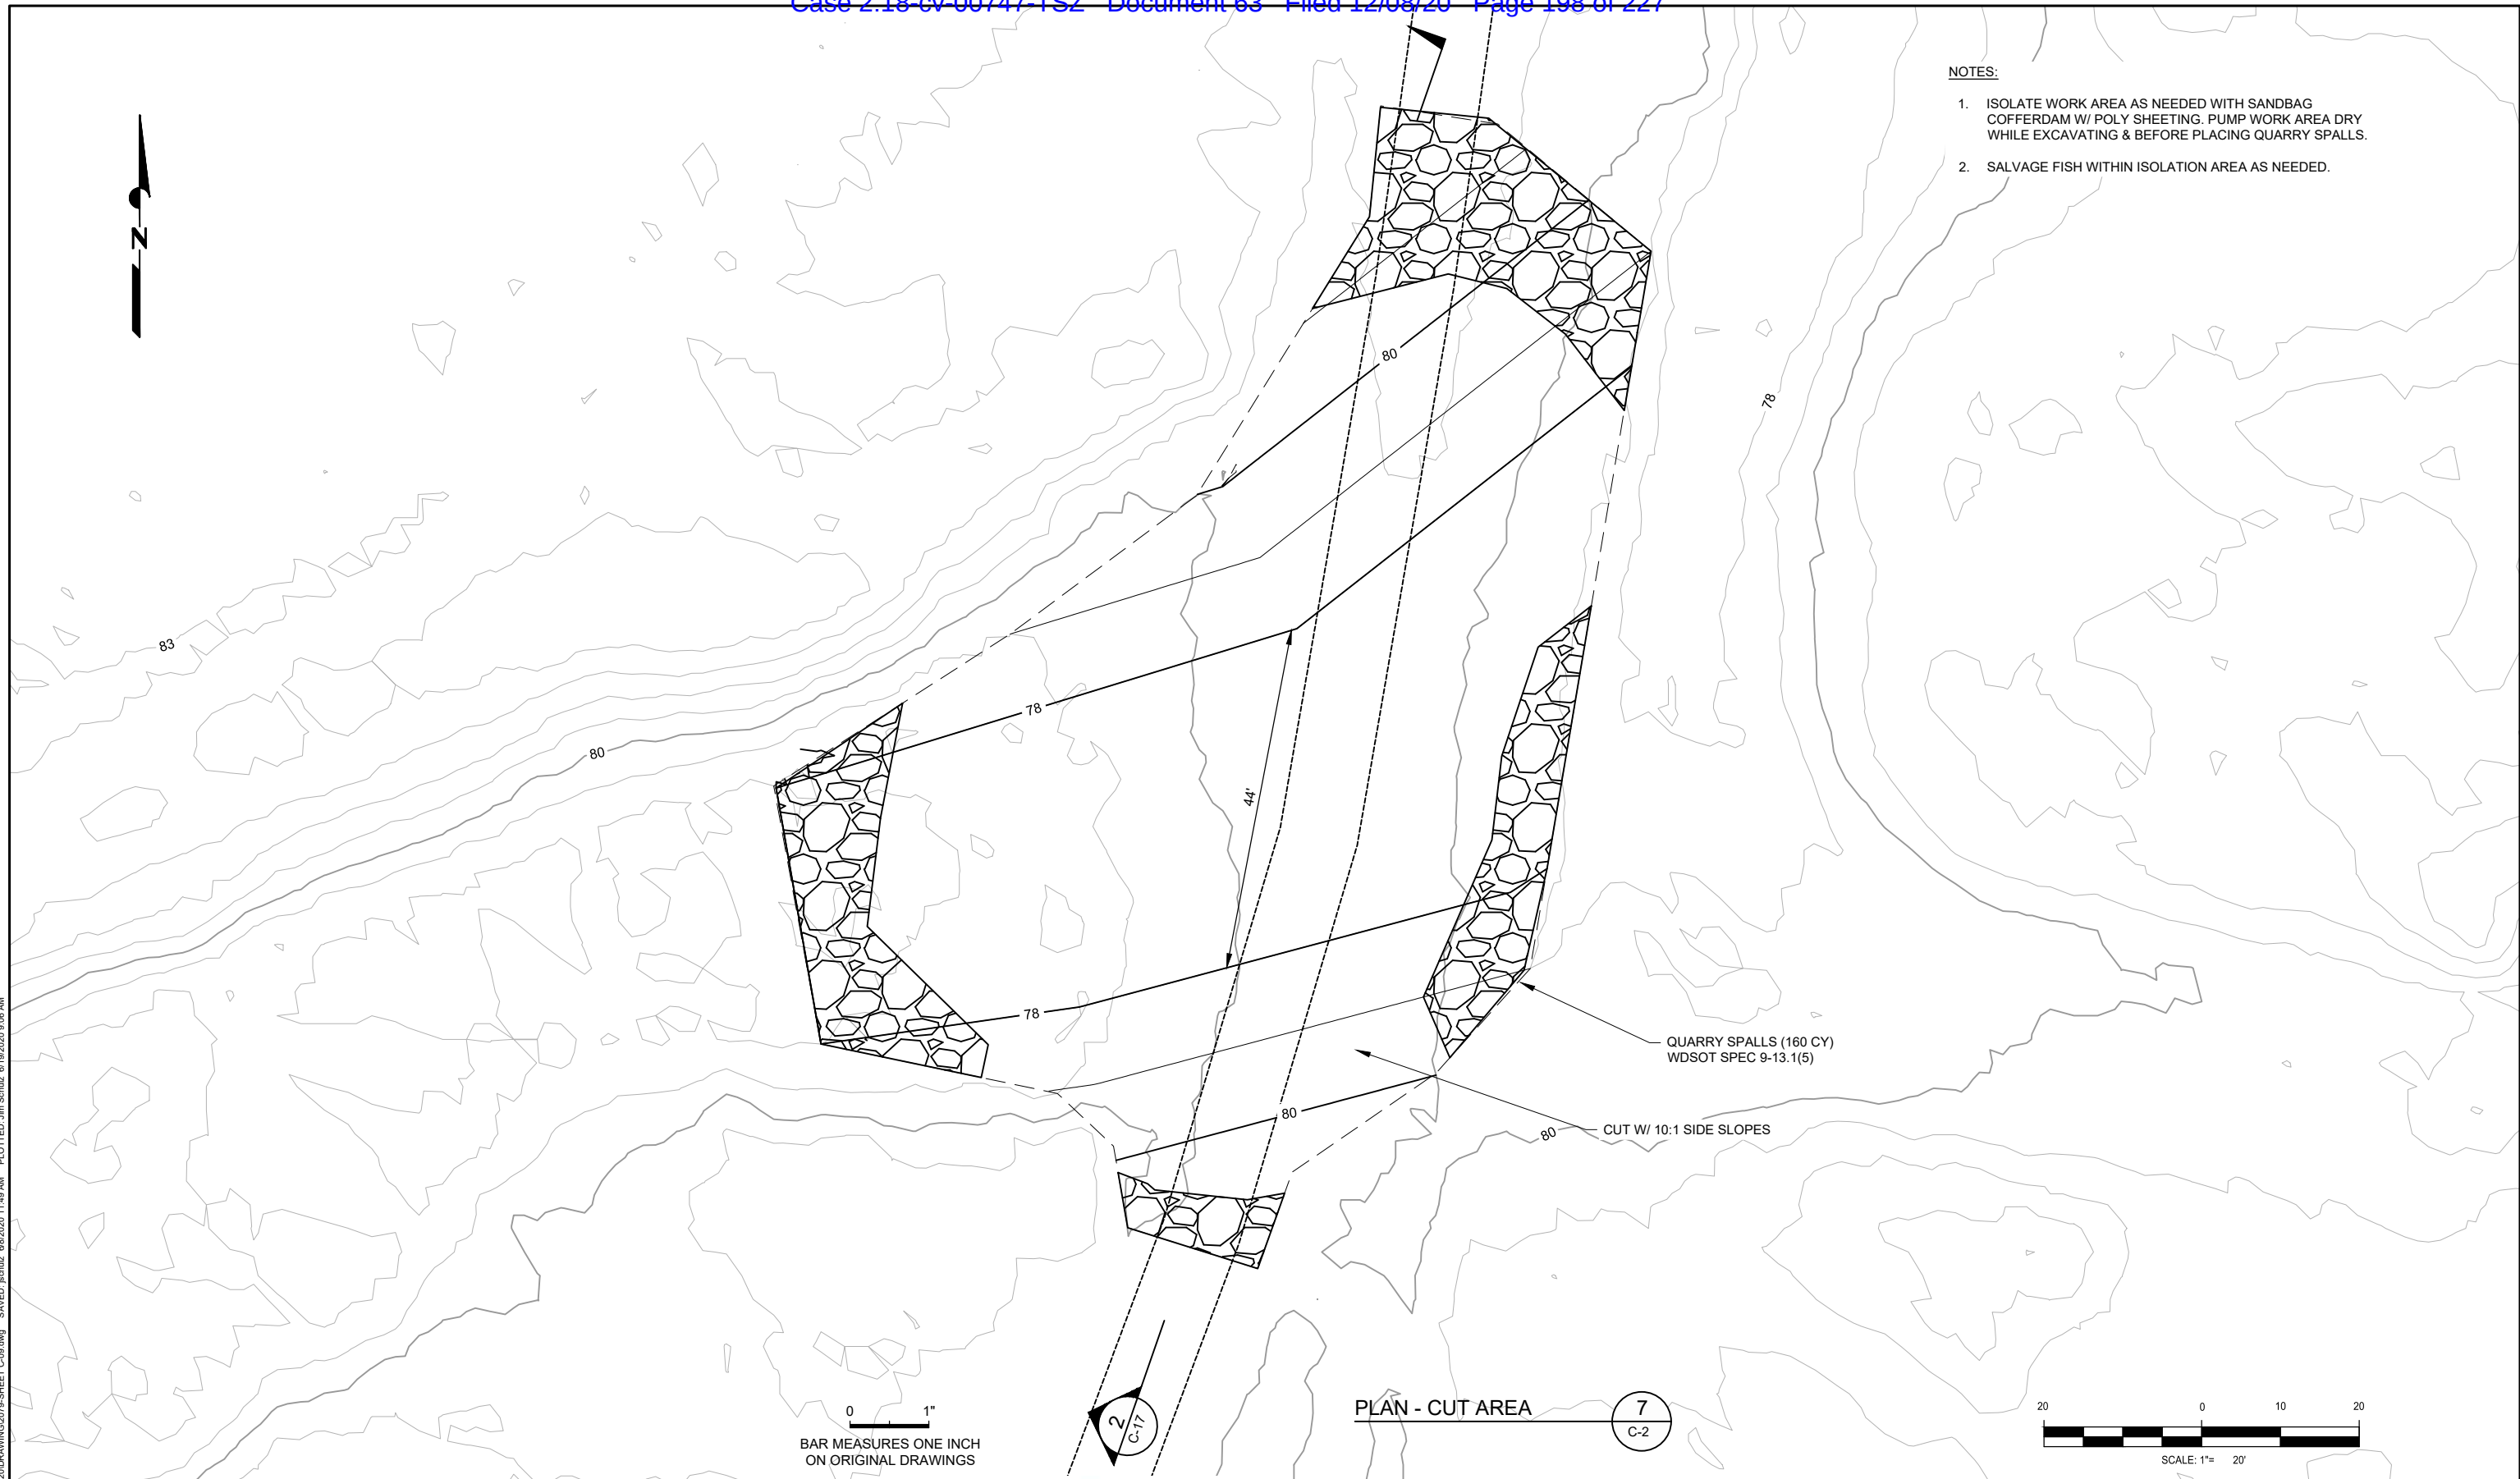 Case 2:18-cv-00747-TSZ Document 63 Filed 12/08/20 Page 198 of 227
NOTES:
1. ISOLATE WORK AREA AS NEEDED WITH SANDBAG
COFFERDAM W/ POLY SHEETING. PUMP WORK AREA DRY
WHILE EXCAVATING & BEFORE PLACING QUARRY SPALLS.
2. SALVAGE FISH WITHIN ISOLATION AREA AS NEEDED.
N
80
78
83
78
80
44'
78
QUARRY SPALLS (160 CY)
WDSOT SPEC 9-13.1(5)
80
CUT W/ 10:1 SIDE SLOPES
80
0 1"
BAR MEASURES ONE INCH
ON ORIGINAL DRAWINGS
2
C-17
PLAN - CUT AREA
7
C-2
20 0 10 20
SCALE: 1"= 20'